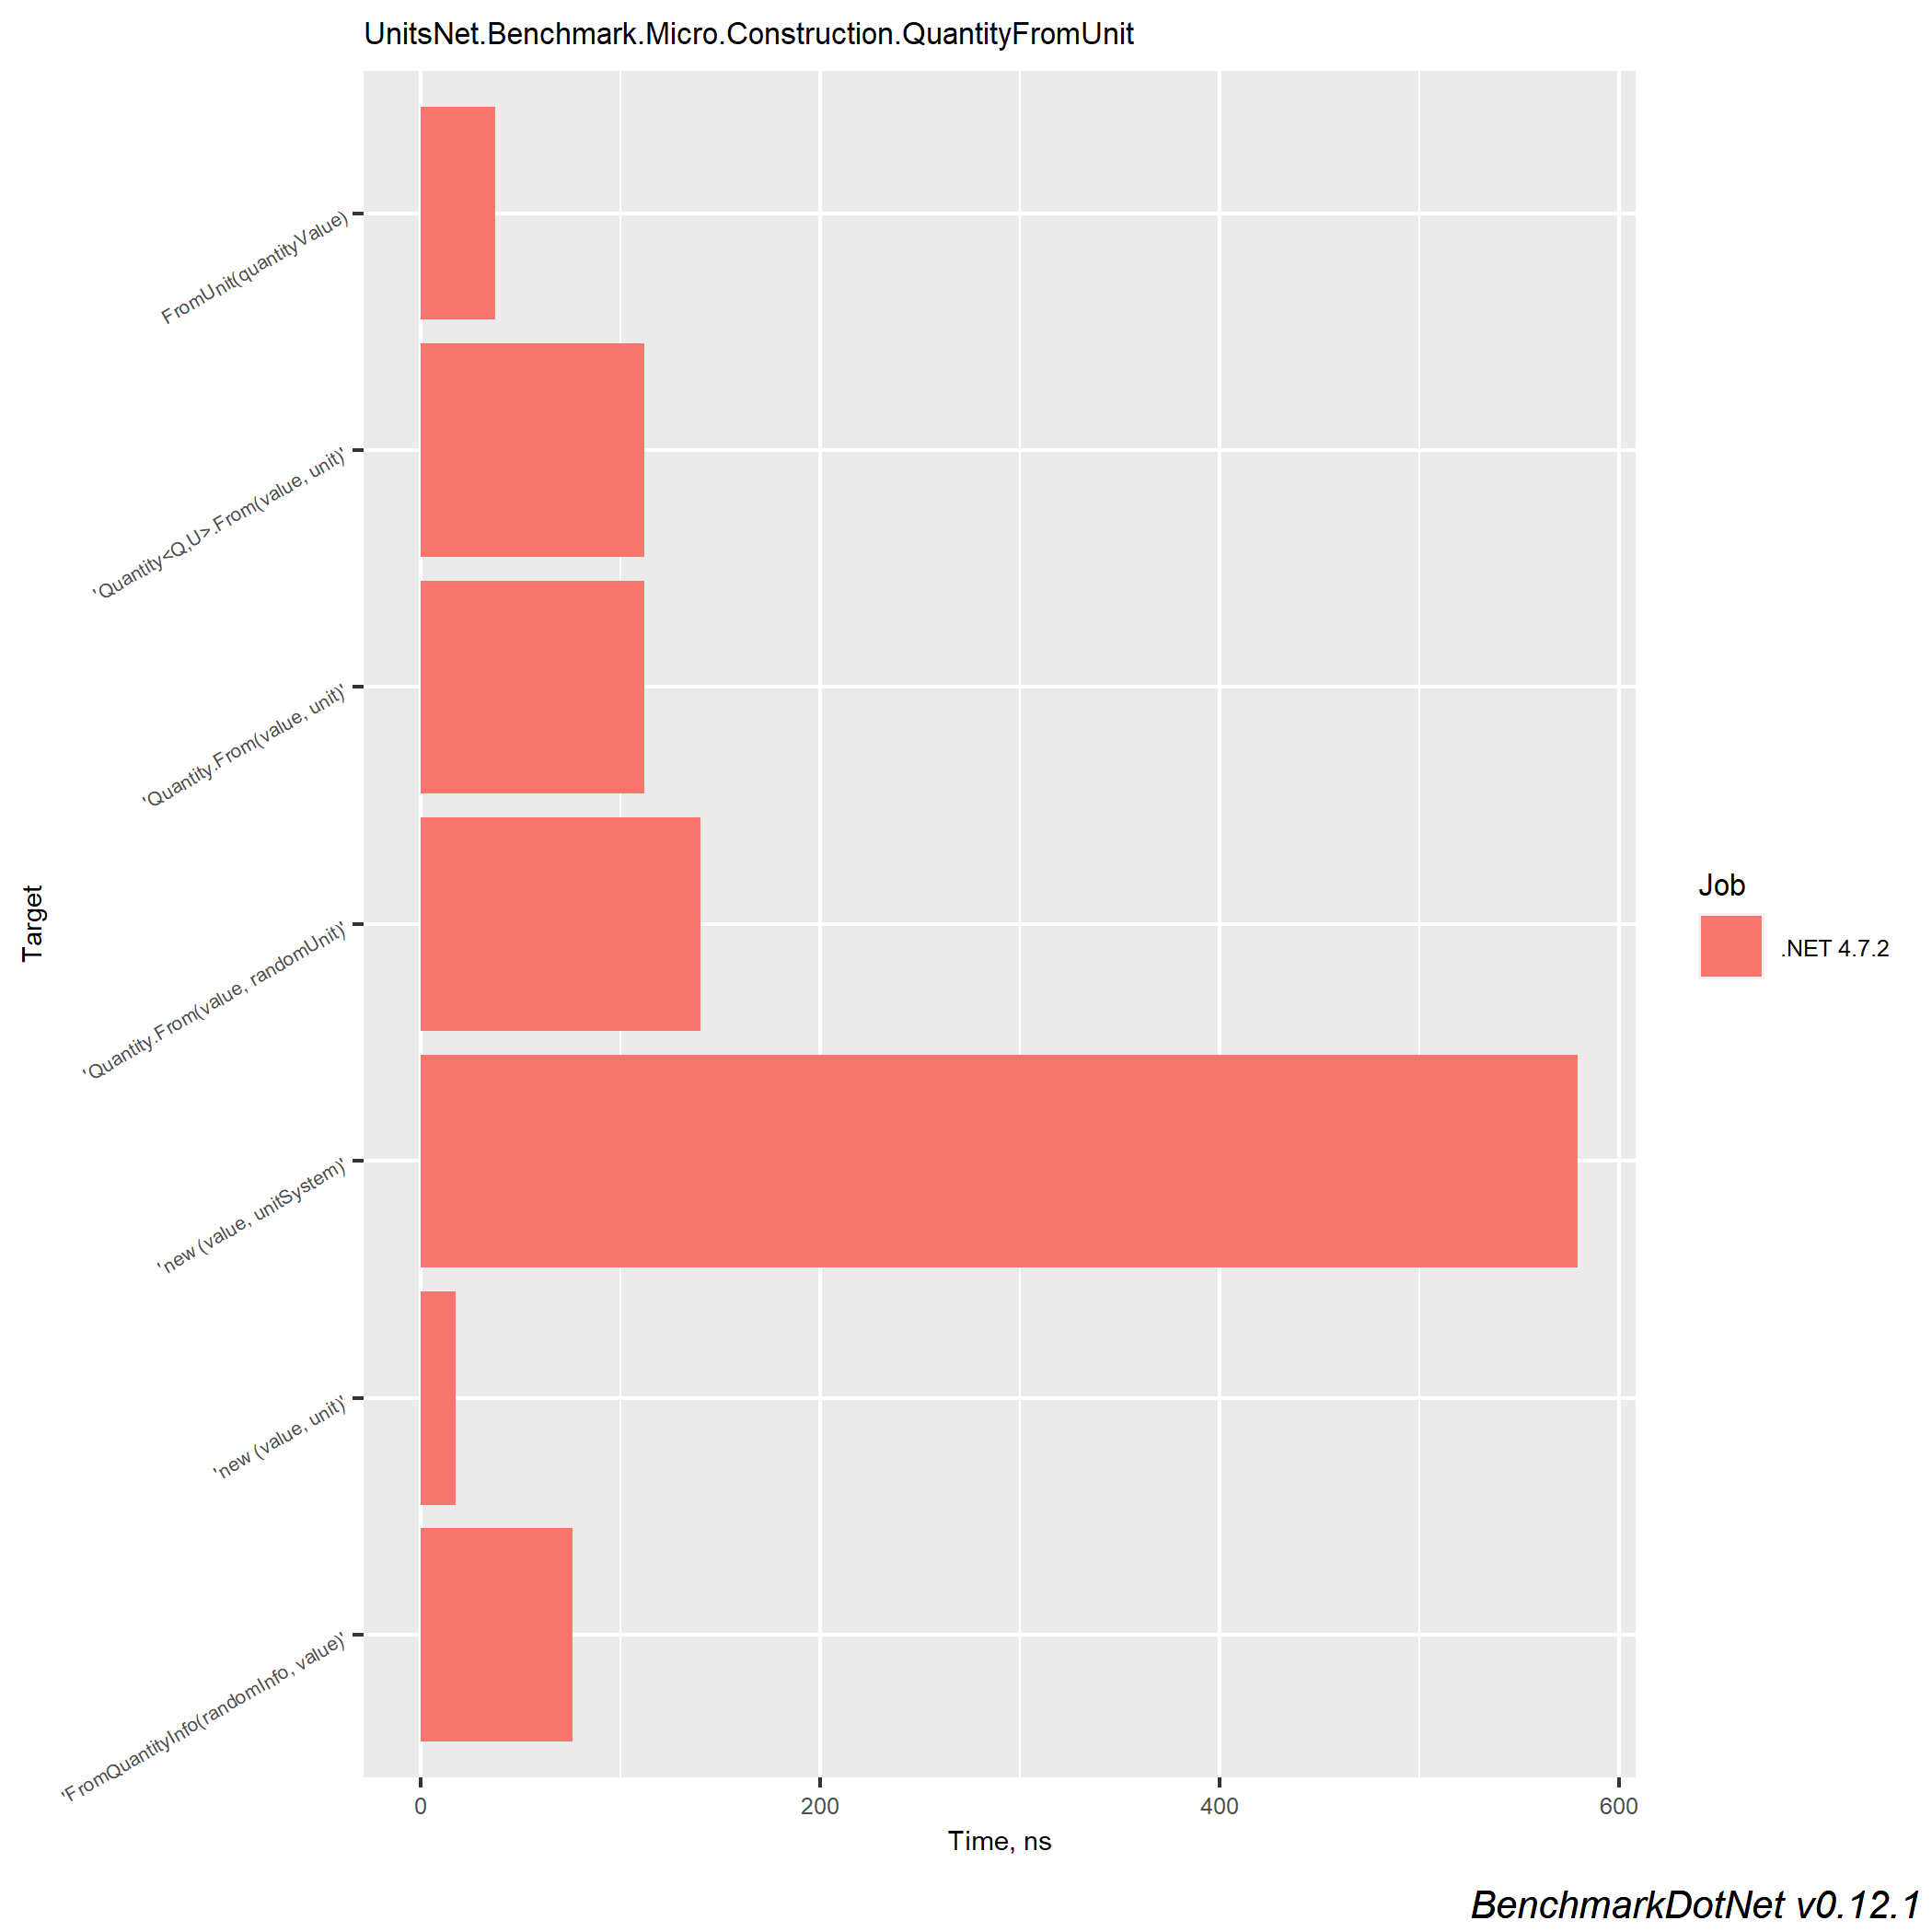 UnitsNet.Benchmark.Micro.Construction.QuantityFromUnit
FromUnit(quantityValue)
'Quantity<Q,U>.From(value, unit)'
'Quantity.From(value, unit)'
'Quantity.From(value, randomUnit)'
'new (value, unitSystem)'
'new (value, unit)'
'FromQuantityInfo(randomInfo, value)'
Target
0
200
400
600
Time, ns
Job
.NET 4.7.2
BenchmarkDotNet v0.12.1